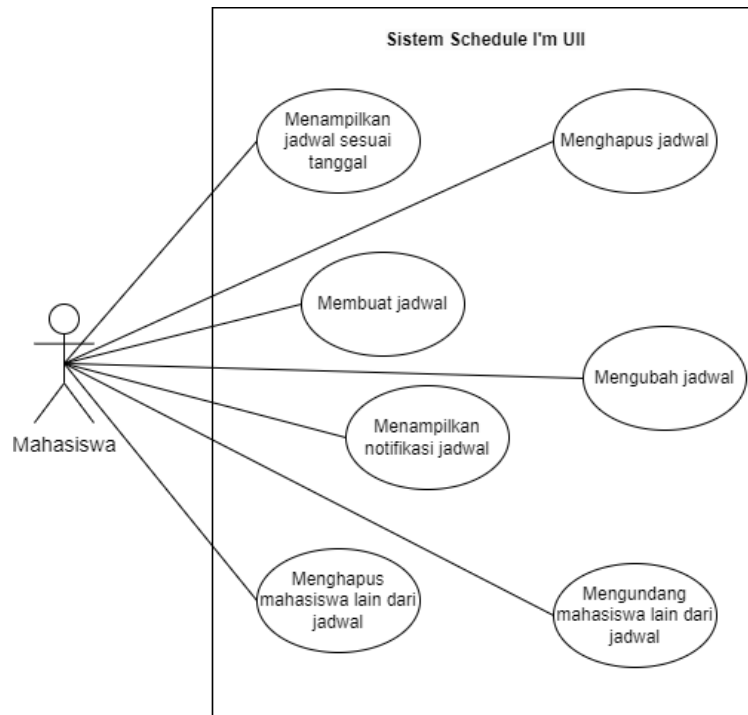 Sistem Schedule I'm UII
Menampilkan
jadwal sesuai
tanggal
Menghapus jadwal
Membuat jadwal
Mengubah jadwal
Menampilkan
notifikasi jadwal
Mahasiswa
Menghapus
mahasiswa lain dari
jadwal
Mengundang
mahasiswa lain dari
jadwal